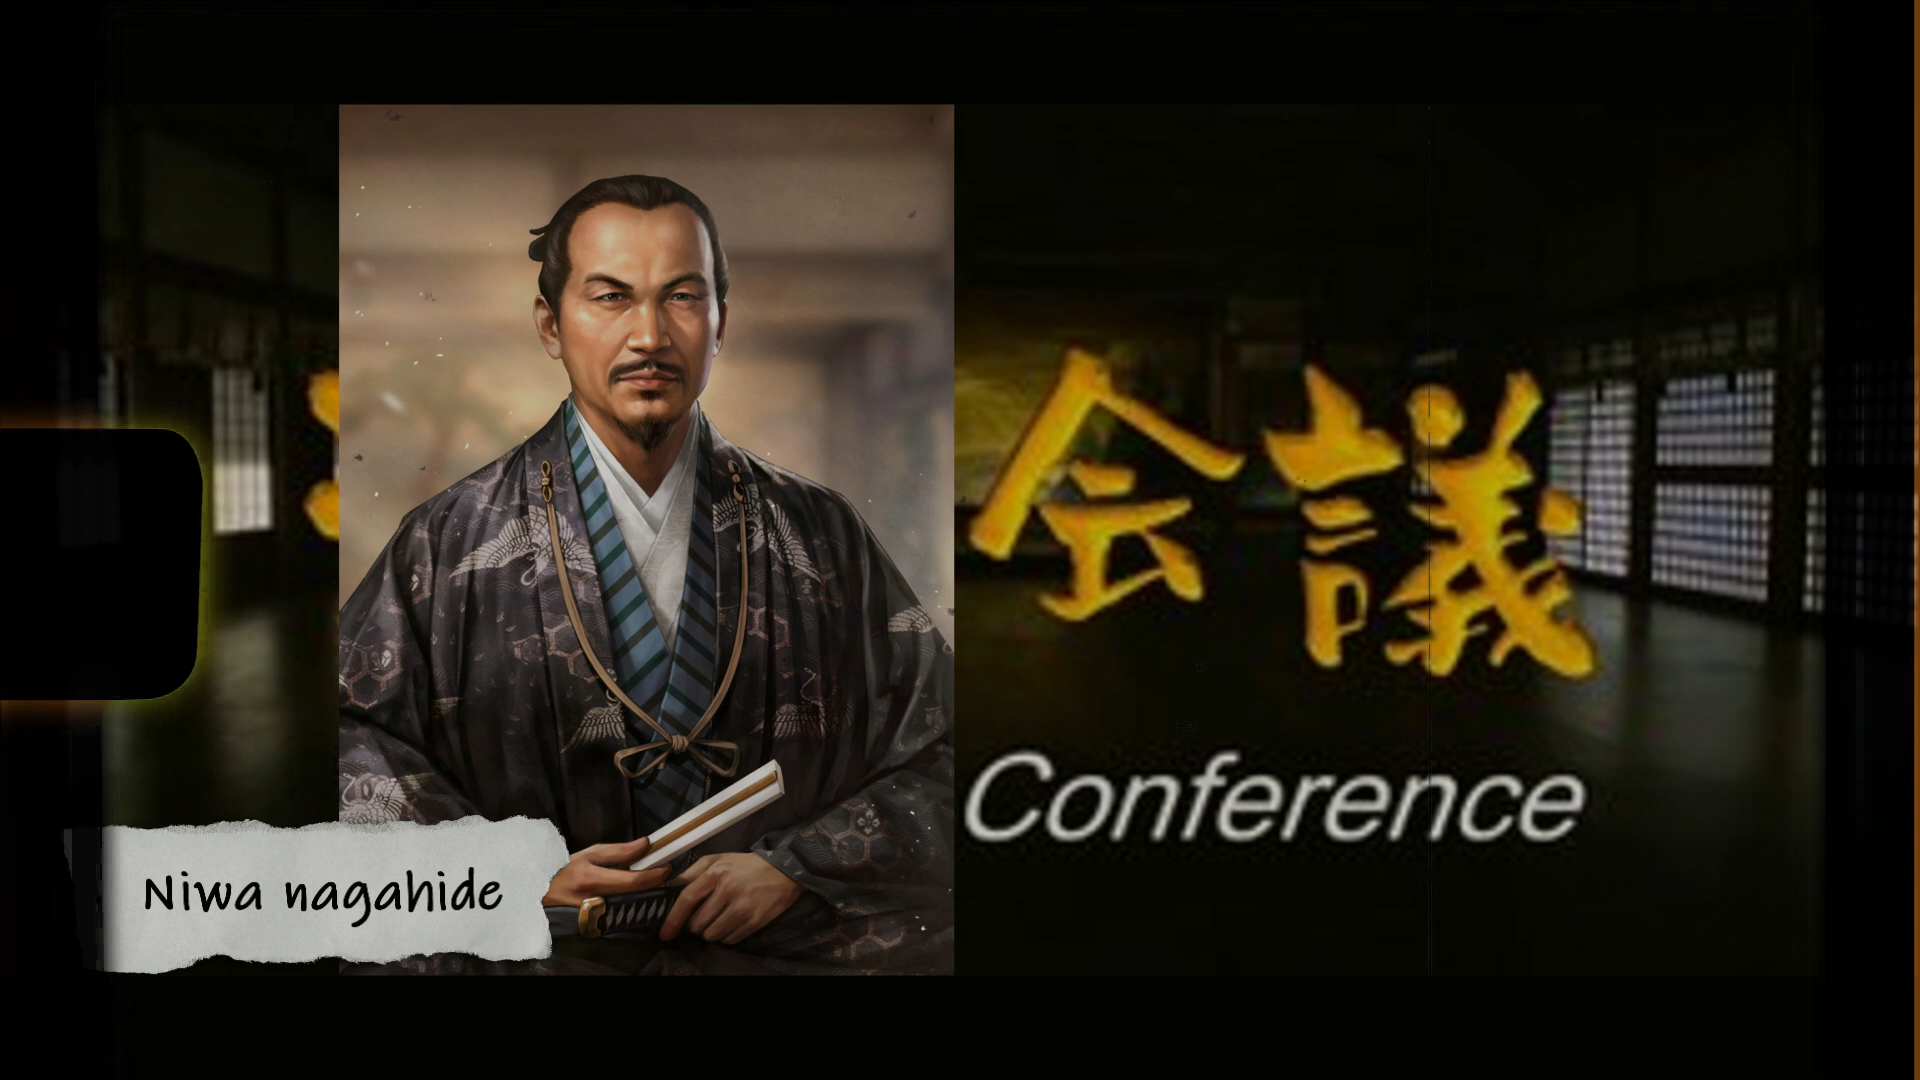 会議
Conference
Niwa nagahide